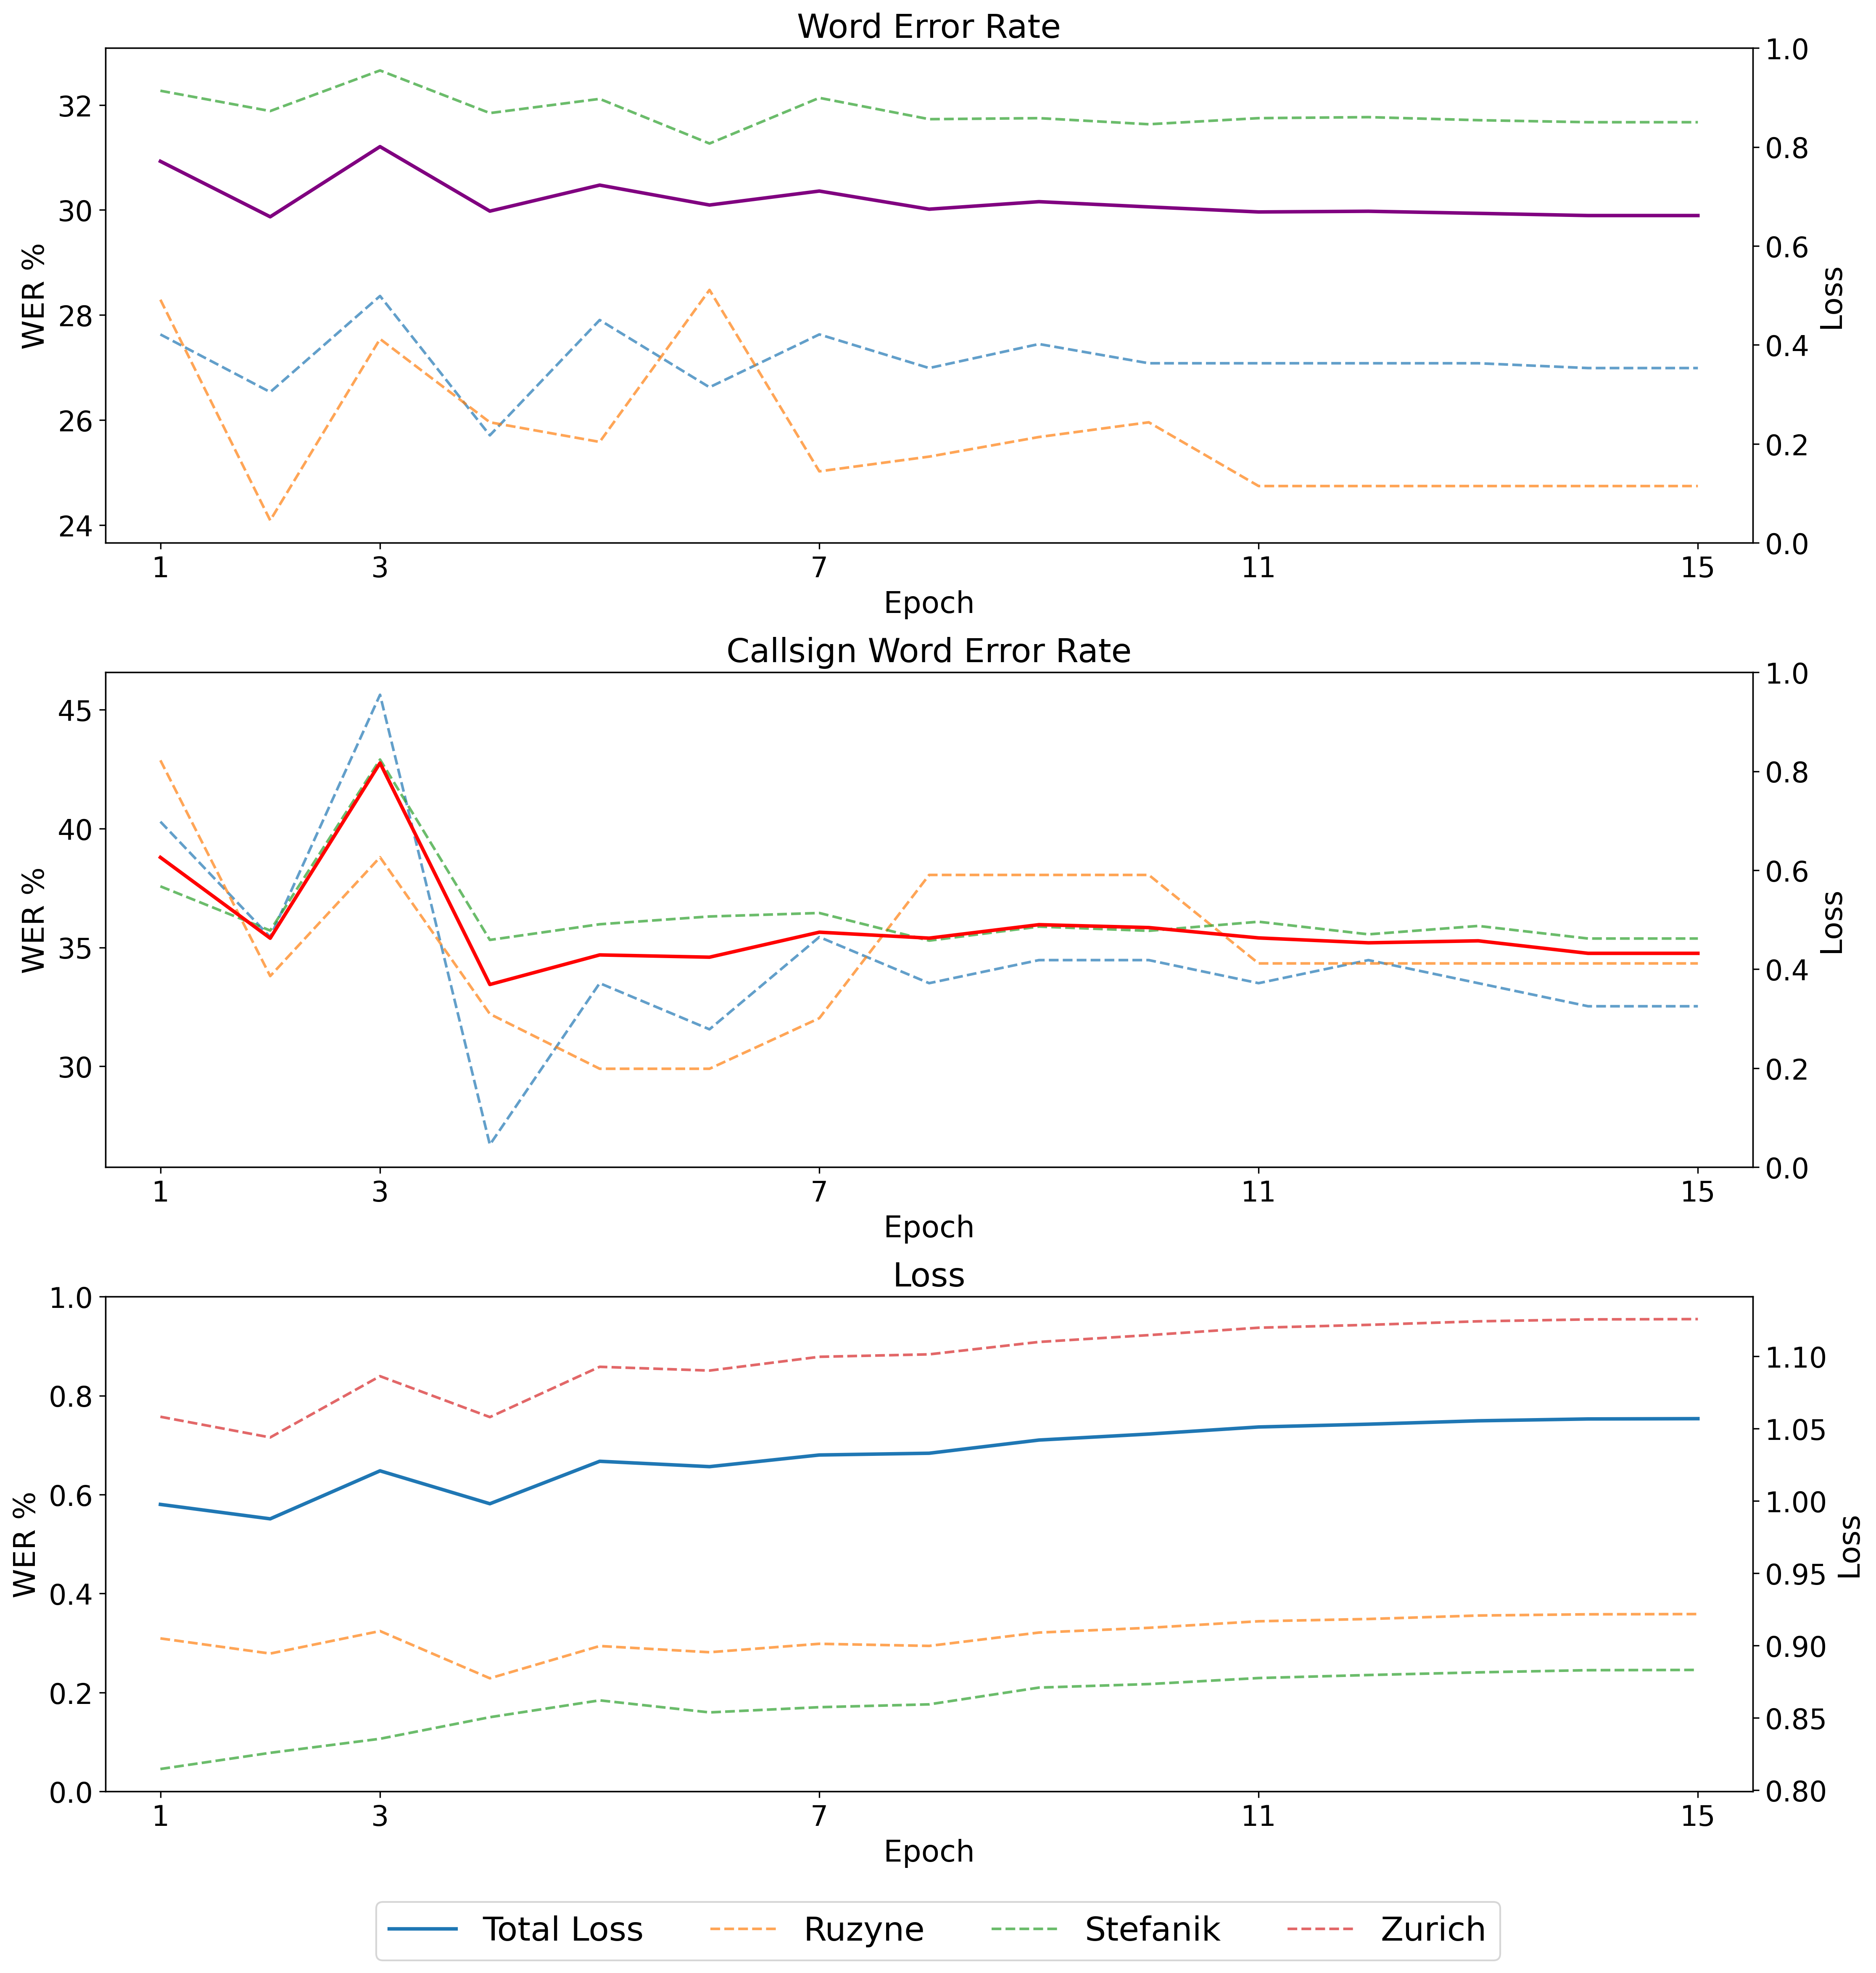 Word Error Rate
32
30
28
26
24
WER %
1.0
0.8
0.6
0.4
0.2
0.0
Loss
1 3 7 11 15
Epoch
Callsign Word Error Rate
45
40
35
30
WER %
1.0
0.8
0.6
0.4
0.2
0.0
Loss
1 3 7 11 15
Epoch
Loss
1.0
0.8
0.6
0.4
0.2
0.0
WER %
1.10
1.05
1.00
0.95
0.90
0.85
0.80
Loss
1 3 7 11 15
Epoch
Total Loss Ruzyne Stefanik Zurich